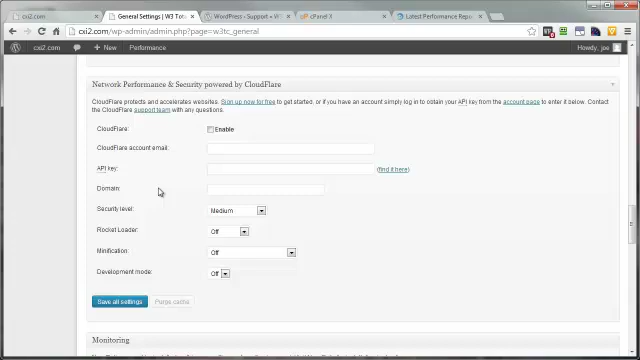 cxi2.com
General Settings | W3 Tota
WordPress - Support « W3
cPanel X
Latest Performance Repo
cxi2.com/wp-admin/admin.php?page=w3tc_general
cxi2.com
+ New
Performance
Howdy, joe
Network Performance & Security powered by CloudFlare
CloudFlare protects and accelerates websites. Sign up now for free to get started, or if you have an account simply log in to obtain your API key from the account page to enter it below. Contact
the CloudFlare support team with any questions.
CloudFlare:
Enable
CloudFlare account email:
API key:
(find it here)
Domain:
Security level:
Medium
Rocket Loader:
Off
Minification:
Off
Development mode:
Off
Save all settings
Purge cache
Monitoring